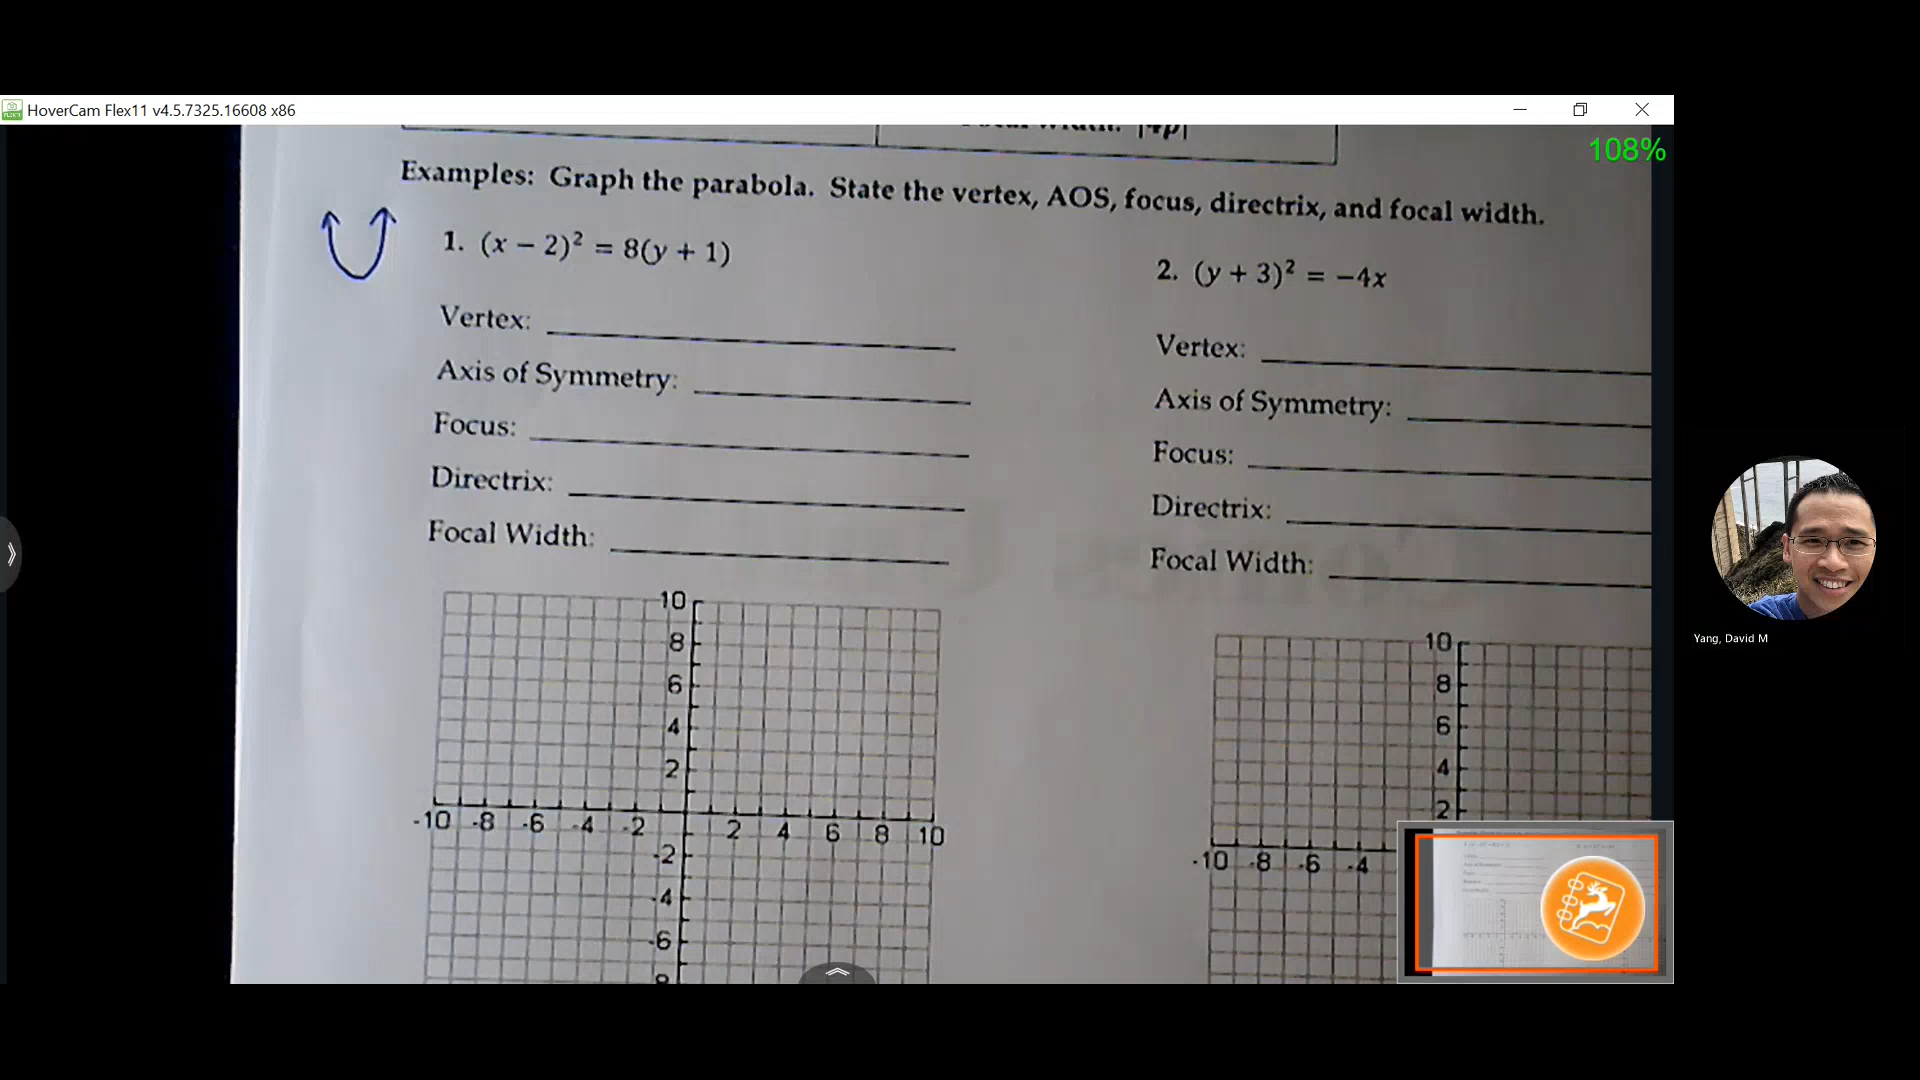 HoverCam Flex11 v4.5.7325.16608 x86
108%
|4p|
Examples: Graph the parabola. State the vertex, AOS, focus, directrix, and focal width.
1. (x − 2)² = 8(y + 1)
Vertex:
Axis of Symmetry:
Focus:
Directrix:
Focal Width:
10
8
6
4
2
-10 -8 -6 -4 -2 2 4 6 8 10
-2
-4
-6
2. (y + 3)² = −4x
Vertex:
Axis of Symmetry:
Focus:
Directrix:
Focal Width:
10
8
6
4
2
-10 -8 -6 -4
Yang, David M